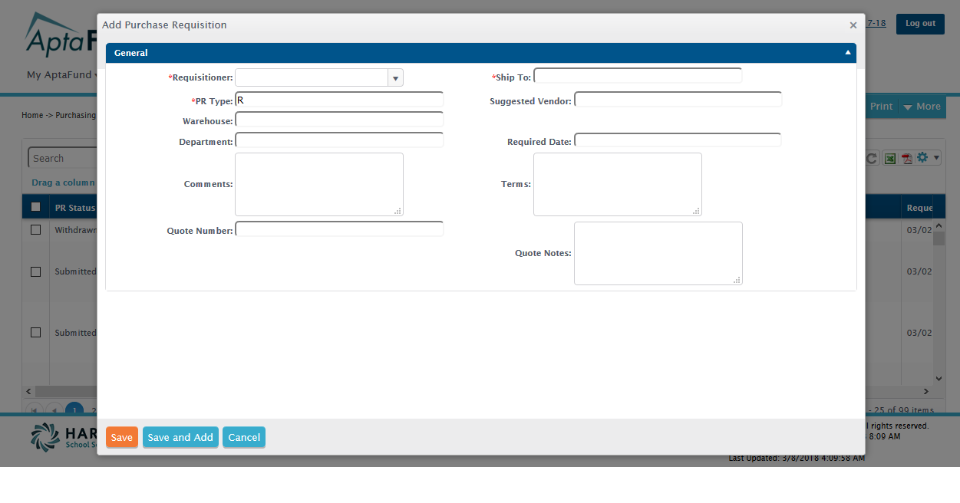 Add Purchase Requisition ×
7-18 Log out
AptaF
My AptaFund
General
*Requisitioner: *Ship To:
*PR Type: R Suggested Vendor:
Warehouse:
Department: Required Date:
Comments: Terms:
Quote Number:
Quote Notes:
Print More
Home -> Purchasing
Search
Drag a column
PR Status Reque
Withdrawn 03/02
Submitted 03/02
Submitted 03/02
1 2
- 25 of 99 items
Save Save and Add Cancel
HAR
School S
l rights reserved.
8:09 AM
Last Updated: 3/8/2018 4:09:58 AM